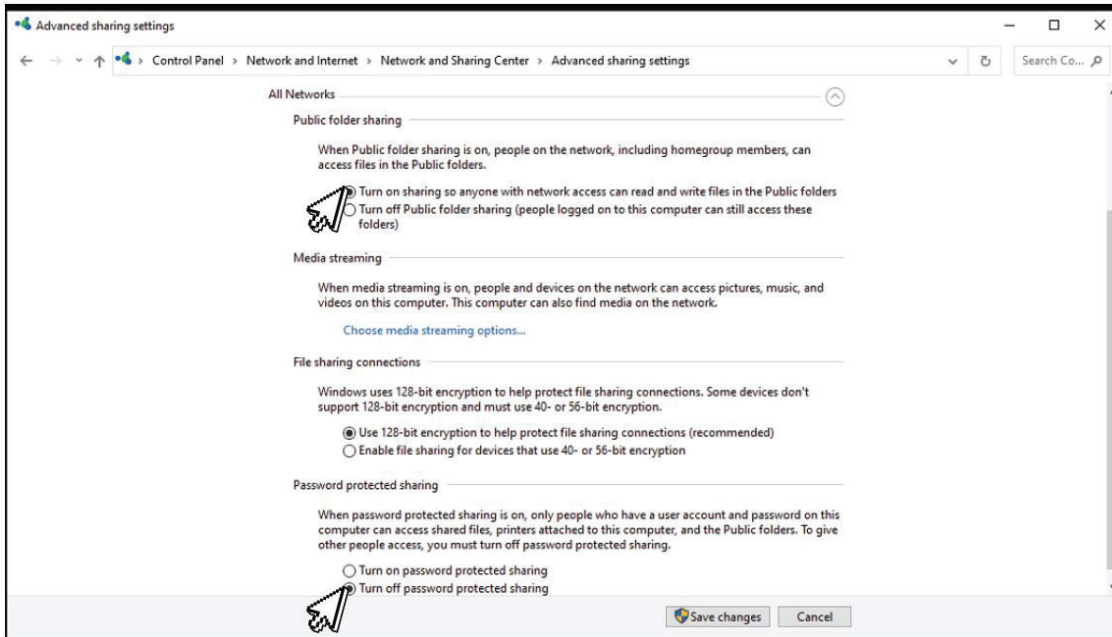 Advanced sharing settings
Control Panel > Network and Internet > Network and Sharing Center > Advanced sharing settings
Search Co...
All Networks
Public folder sharing
When Public folder sharing is on, people on the network, including homegroup members, can
access files in the Public folders.
Turn on sharing so anyone with network access can read and write files in the Public folders
Turn off Public folder sharing (people logged on to this computer can still access these
folders)
Media streaming
When media streaming is on, people and devices on the network can access pictures, music, and
videos on this computer. This computer can also find media on the network.
Choose media streaming options...
File sharing connections
Windows uses 128-bit encryption to help protect file sharing connections. Some devices don't
support 128-bit encryption and must use 40- or 56-bit encryption.
Use 128-bit encryption to help protect file sharing connections (recommended)
Enable file sharing for devices that use 40- or 56-bit encryption
Password protected sharing
When password protected sharing is on, only people who have a user account and password on this
computer can access shared files, printers attached to this computer, and the Public folders. To give
other people access, you must turn off password protected sharing.
Turn on password protected sharing
Turn off password protected sharing
Save changes
Cancel